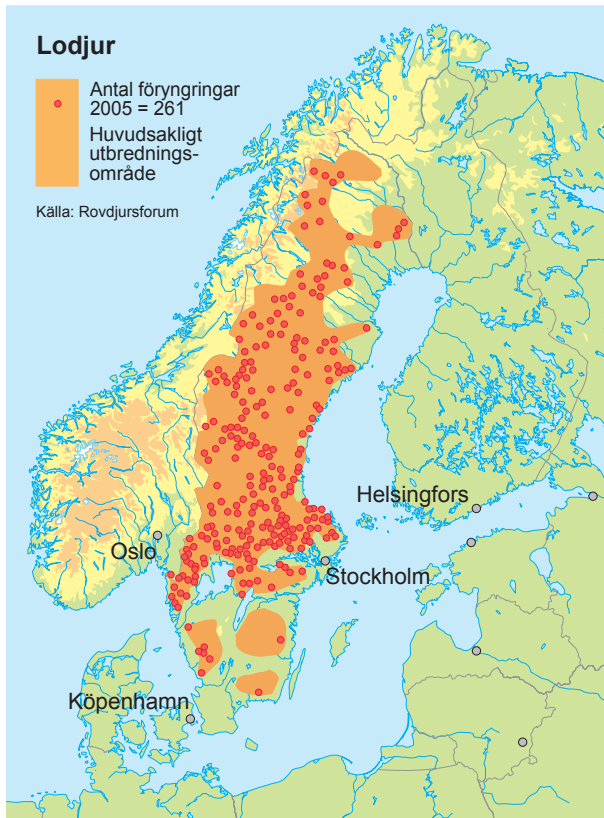 Lodjur
Antal föryngringar
2005 = 261
Huvudsakligt
utbrednings-
område
Källa: Rovdjursforum
Helsingfors
Oslo
Stockholm
Köpenhamn